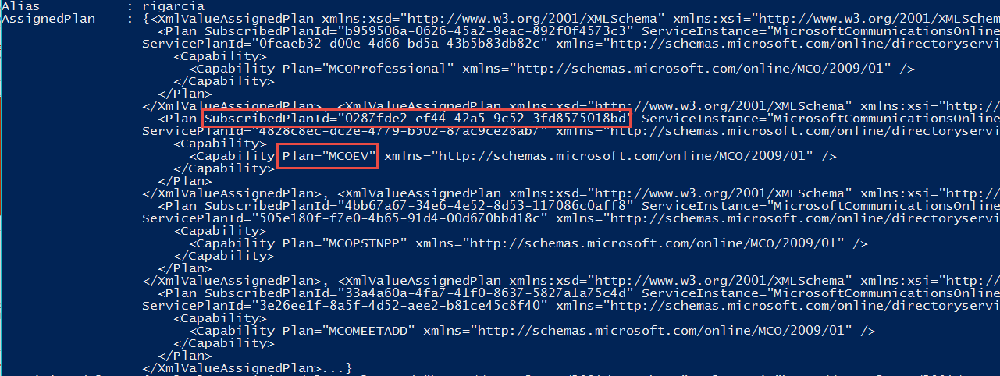 Alias : rigarcia
AssignedPlan : {<XmlValueAssignedPlan xmlns:xsd="http://www.w3.org/2001/XMLSchema" xmlns:xsi="http://www.w3.org/2001/XMLSchem
<Plan SubscribedPlanId="b959506a-0626-45a2-9eac-892f0f4573c3" ServiceInstance="MicrosoftCommunicationsOnline
ServicePlanId="0feaeb32-d00e-4d66-bd5a-43b5b83db82c" xmlns="http://schemas.microsoft.com/online/directoryservi
<Capability>
<Capability Plan="MCOProfessional" xmlns="http://schemas.microsoft.com/online/MCO/2009/01" />
</Capability>
</Plan>
</XmlValueAssignedPlan>, <XmlValueAssignedPlan xmlns:xsd="http://www.w3.org/2001/XMLSchema" xmlns:xsi="http://
<Plan SubscribedPlanId="0287fde2-ef44-42a5-9c52-3fd8575018bd" ServiceInstance="MicrosoftCommunicationsOnline
ServicePlanId="4828c8ec-dc2e-4779-b502-87ac9ce28ab7" xmlns="http://schemas.microsoft.com/online/directoryservi
<Capability>
<Capability Plan="MCOEV" xmlns="http://schemas.microsoft.com/online/MCO/2009/01" />
</Capability>
</Plan>
</XmlValueAssignedPlan>, <XmlValueAssignedPlan xmlns:xsd="http://www.w3.org/2001/XMLSchema" xmlns:xsi="http://
<Plan SubscribedPlanId="4bb67a67-34e6-4e52-8d53-117086c0aff8" ServiceInstance="MicrosoftCommunicationsOnline
ServicePlanId="505e180f-f7e0-4b65-91d4-00d670bbd18c" xmlns="http://schemas.microsoft.com/online/directoryservi
<Capability>
<Capability Plan="MCOPSTNPP" xmlns="http://schemas.microsoft.com/online/MCO/2009/01" />
</Capability>
</Plan>
</XmlValueAssignedPlan>, <XmlValueAssignedPlan xmlns:xsd="http://www.w3.org/2001/XMLSchema" xmlns:xsi="http://
<Plan SubscribedPlanId="33a4a60a-4fa7-41f0-8637-5827a1a75c4d" ServiceInstance="MicrosoftCommunicationsOnline
ServicePlanId="3e26ee1f-8a5f-4d52-aee2-b81ce45c8f40" xmlns="http://schemas.microsoft.com/online/directoryservi
<Capability>
<Capability Plan="MCOMEETADD" xmlns="http://schemas.microsoft.com/online/MCO/2009/01" />
</Capability>
</Plan>
</XmlValueAssignedPlan>...}